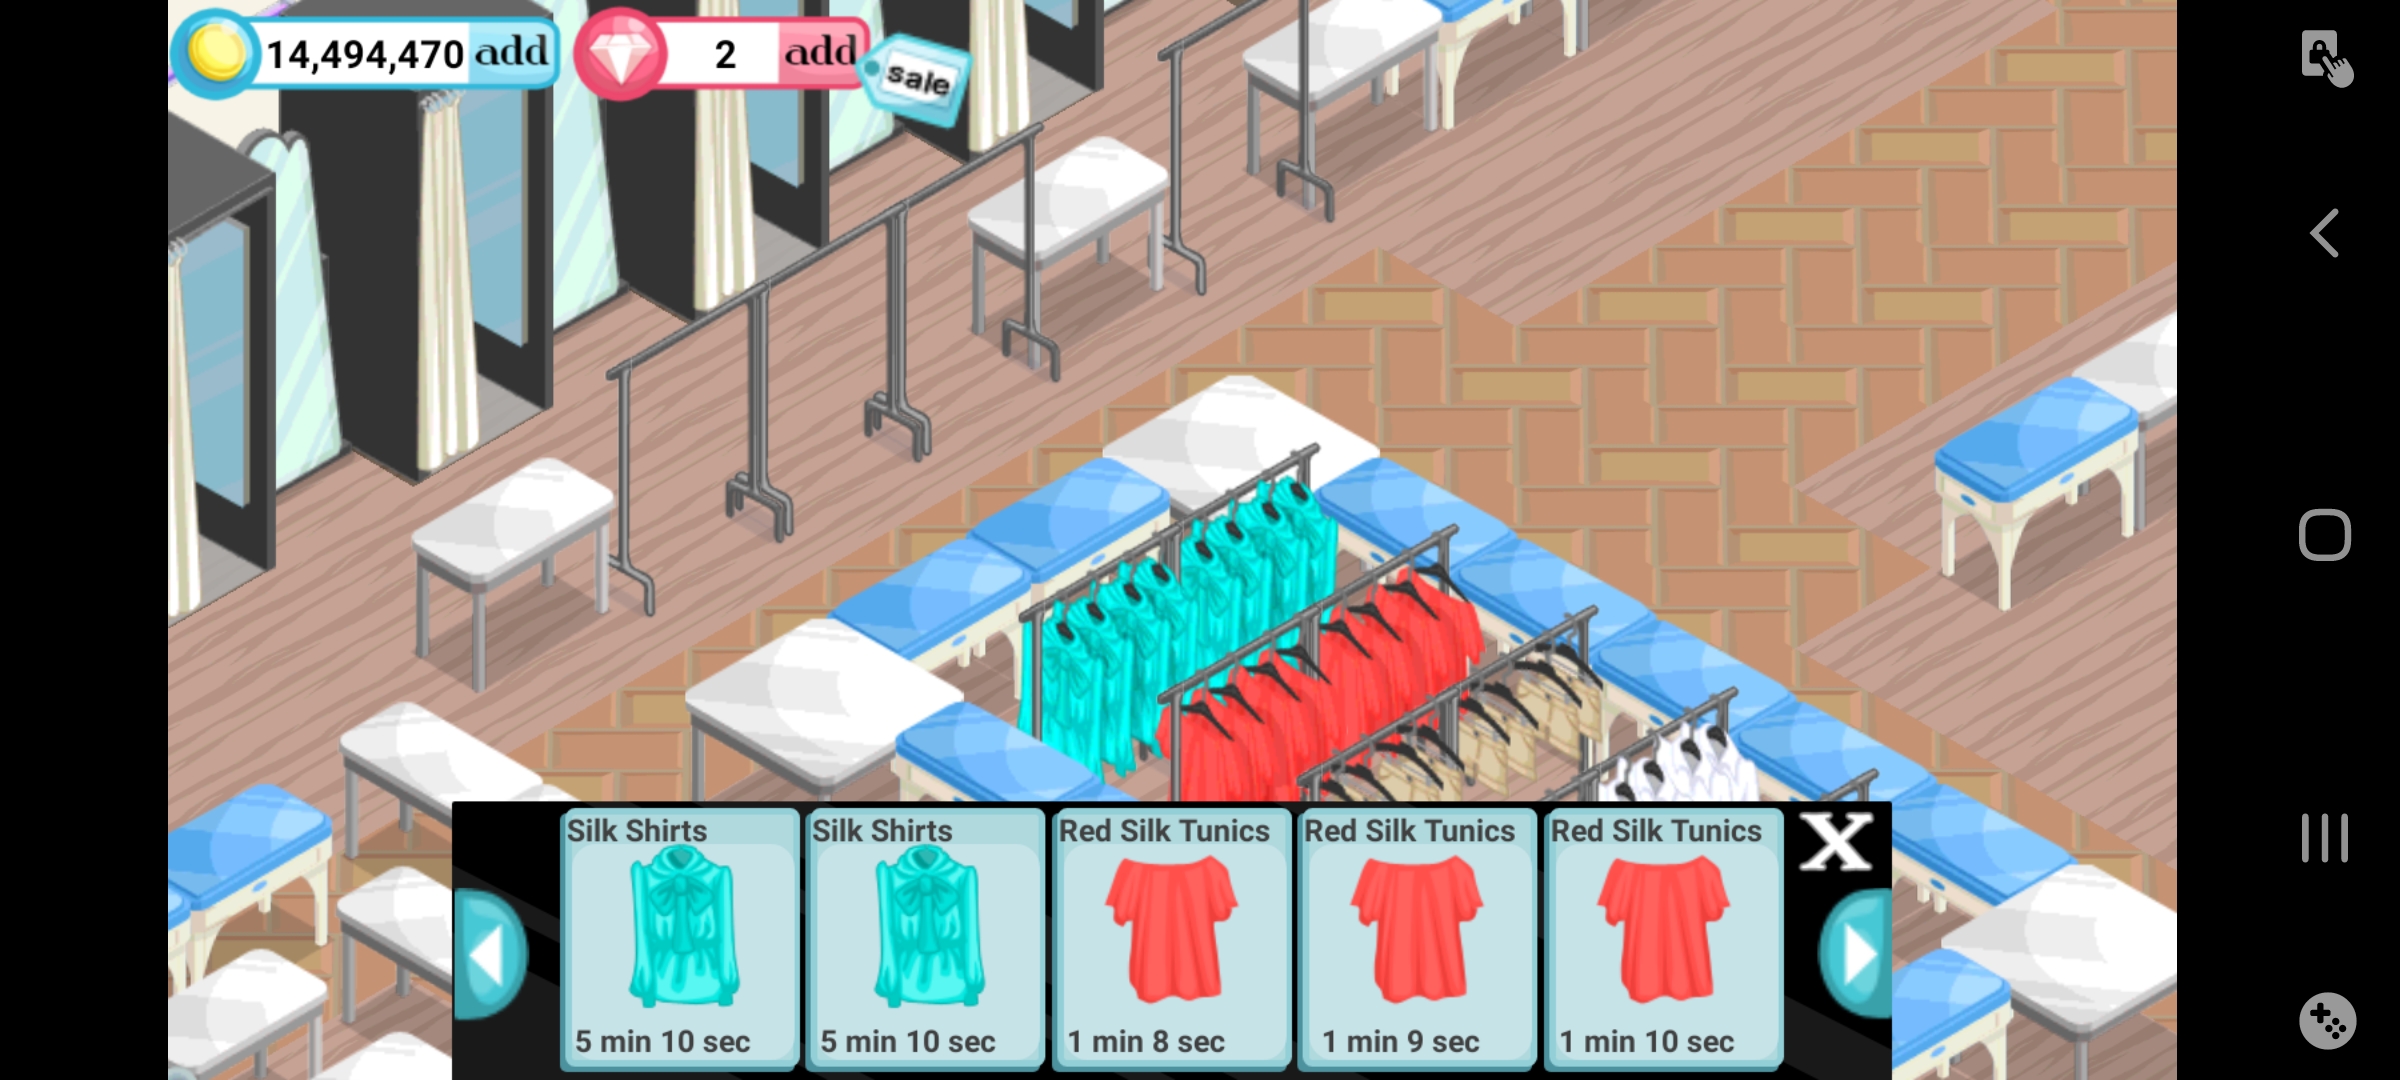 14,494,470 add
2 add
sale
Silk Shirts
5 min 10 sec
Silk Shirts
5 min 10 sec
Red Silk Tunics
1 min 8 sec
Red Silk Tunics
1 min 9 sec
Red Silk Tunics
1 min 10 sec
X